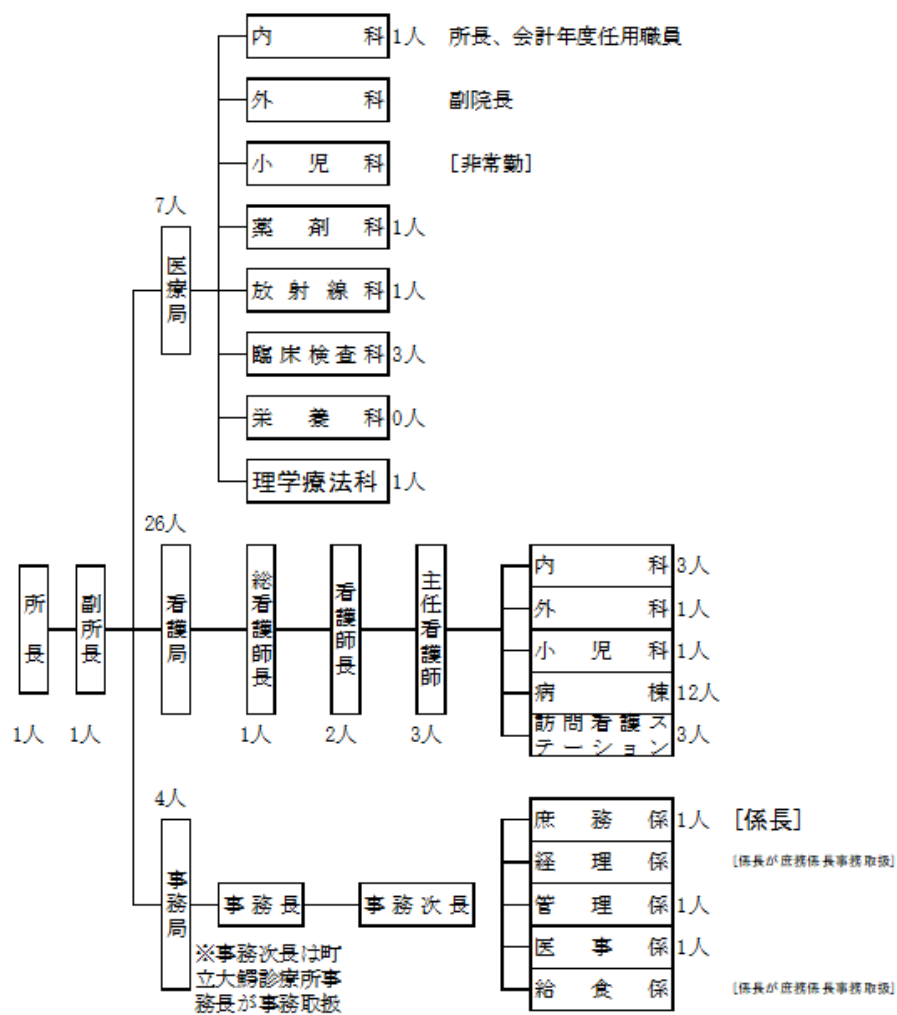 内科 1人 所長、会計年度任用職員
外科 副院長
小児科 [非常勤]
薬剤科 1人
放射線科 1人
臨床検査科 3人
栄養科 0人
理学療法科 1人
7人
医療局
26人
所長
副所長
看護局
総看護師長
看護師長
主任看護師
1人 1人 1人 2人 3人
内科 3人
外科 1人
小児科 1人
病棟 12人
訪問看護ス
テーション 3人
4人
事務局
事務長
事務次長
※事務次長は町
立大鰐診療所事
務長が事務取扱
庶務係 1人 [係長]
経理係 [係長が庶務係長事務取扱]
管理係 1人
医事係 1人
給食係 [係長が庶務係長事務取扱]